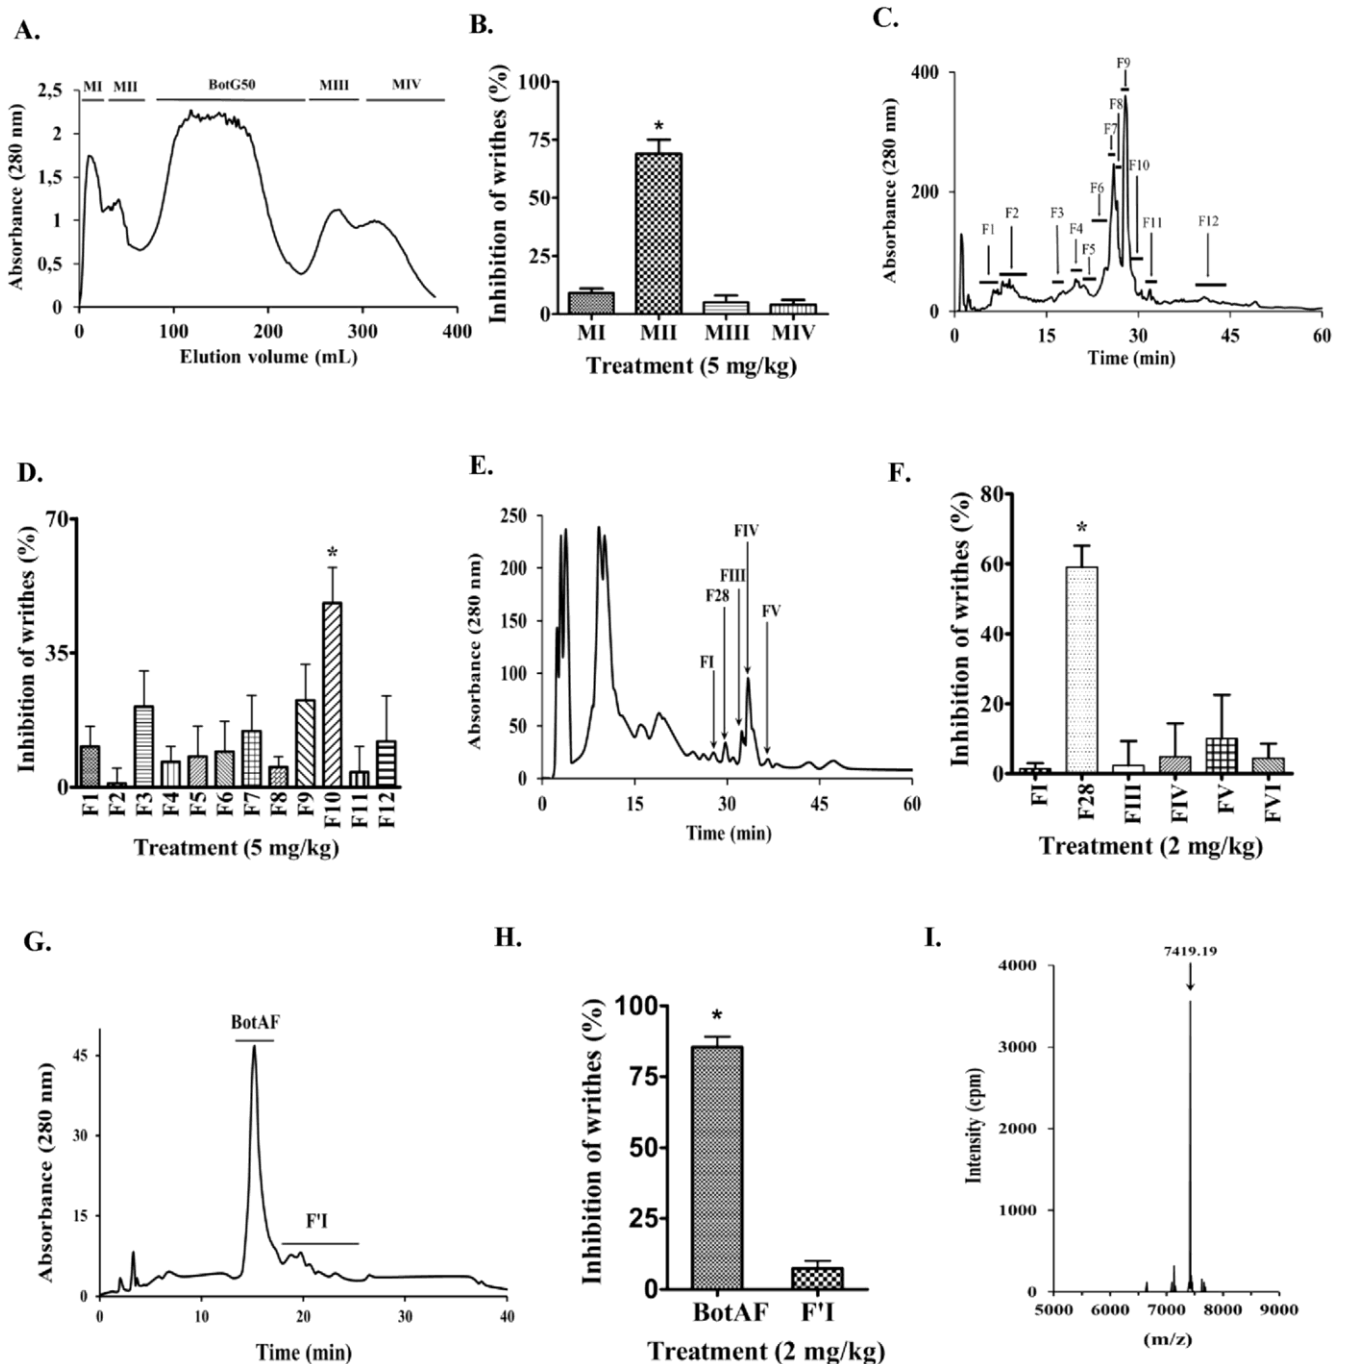 A.
MI MII BotG50 MIII MIV
2,5
2
1,5
1
0,5
0
Absorbance (280 nm)
0 100 200 300 400
Elution volume (mL)
B.
100
75
50
25
0
Inhibition of writhes (%)
*
MI MII MIII MIV
Treatment (5 mg/kg)
C.
400
200
0
Absorbance (280 nm)
F1 F2 F3 F4 F5 F6 F7 F8 F9 F10 F11 F12
0 15 30 45 60
Time (min)
D.
70
35
0
Inhibition of writhes (%)
*
F1 F2 F3 F4 F5 F6 F7 F8 F9 F10 F11 F12
Treatment (5 mg/kg)
E.
250
200
150
100
50
0
Absorbance (280 nm)
FI F28 FIII FIV FV
0 15 30 45 60
Time (min)
F.
80
60
40
20
0
Inhibition of writhes (%)
*
FI F28 FIII FIV FV FVI
Treatment (2 mg/kg)
G.
45
30
15
0
Absorbance (280 nm)
BotAF
F'I
0 10 20 30 40
Time (min)
H.
100
75
50
25
0
Inhibition of writhes (%)
*
BotAF F'I
Treatment (2 mg/kg)
I.
7419.19
4000
3000
2000
1000
0
Intensity (cpm)
5000 6000 7000 8000 9000
(m/z)